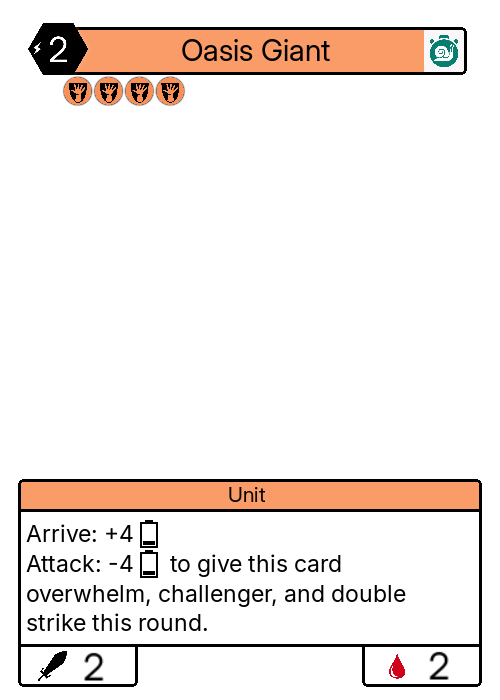 2
Oasis Giant
Unit
Arrive: +4
Attack: -4 to give this card
overwhelm, challenger, and double
strike this round.
2
2